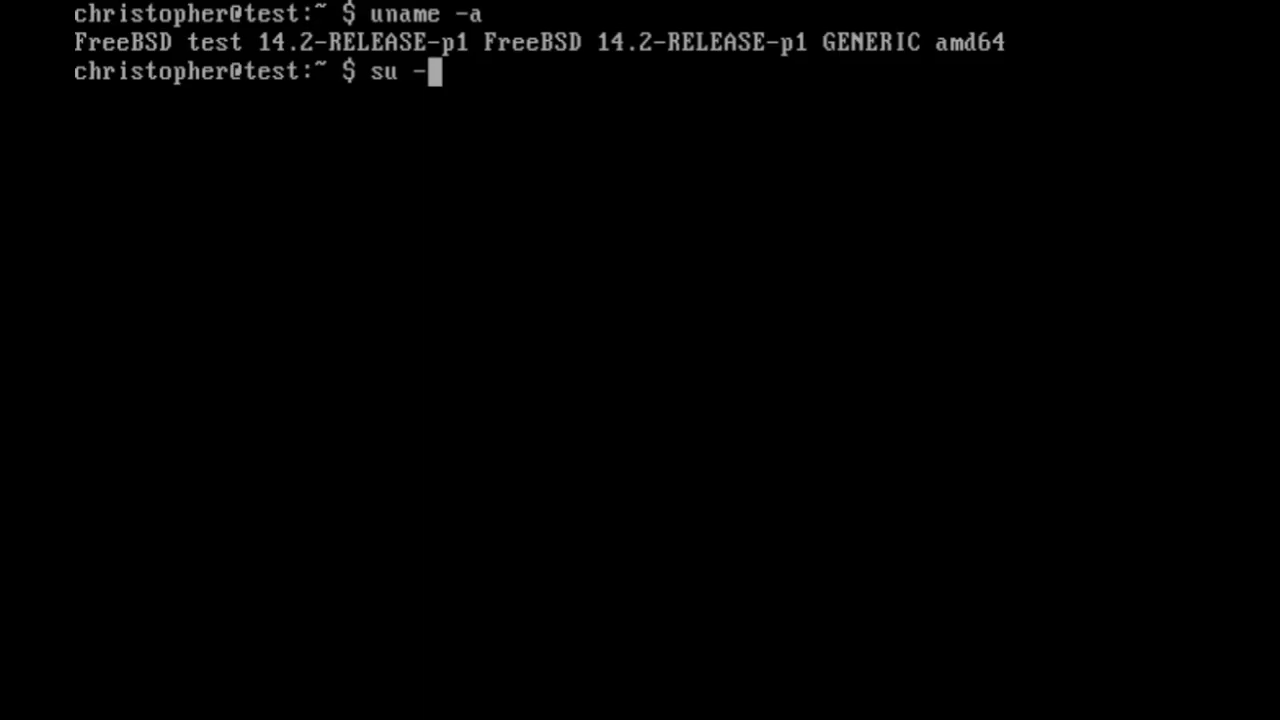 christopher@test:~ $ uname -a
FreeBSD test 14.2-RELEASE-p1 FreeBSD 14.2-RELEASE-p1 GENERIC amd64
christopher@test:~ $ su -